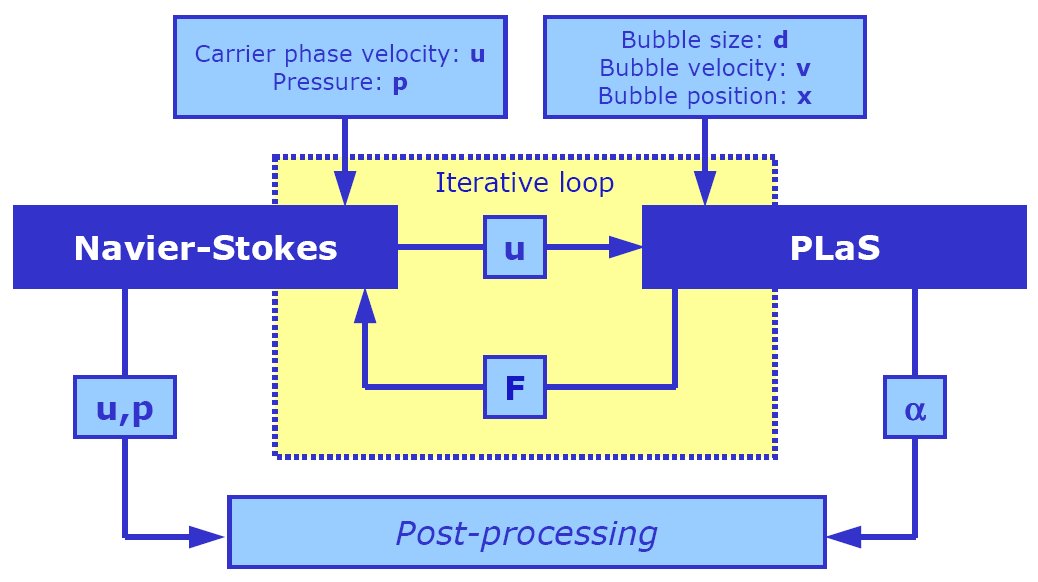 Carrier phase velocity: u
Pressure: p
Bubble size: d
Bubble velocity: v
Bubble position: x
Iterative loop
Navier-Stokes
u
PLaS
F
u,p
α
Post-processing